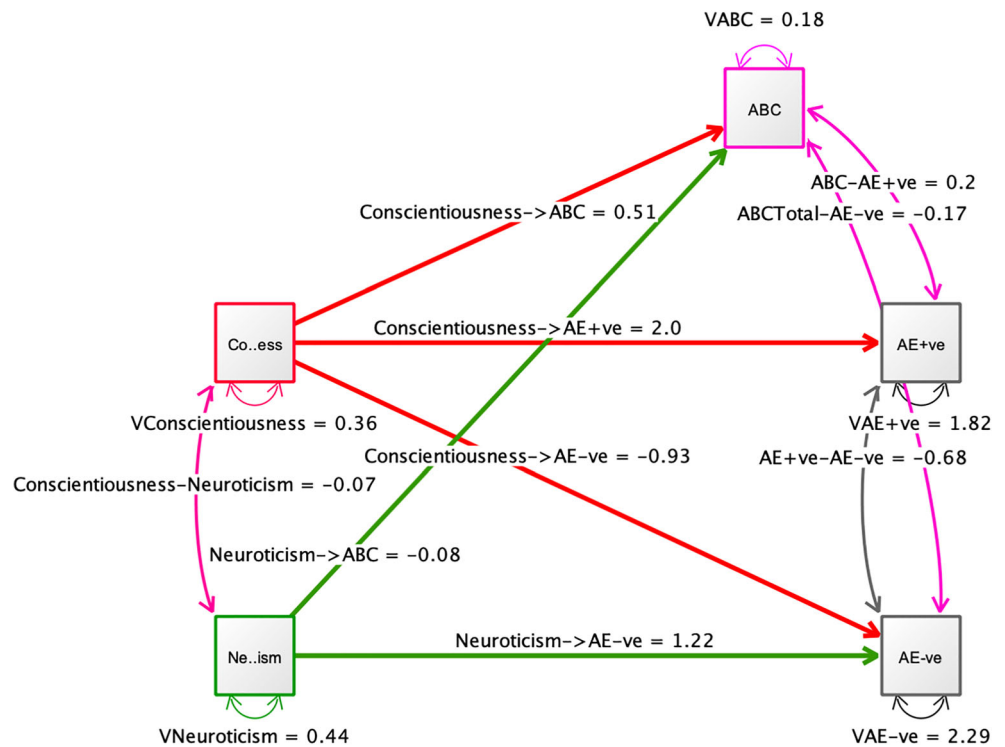 VABC = 0.18
ABC
ABC-AE+ve = 0.2
Conscientiousness->ABC = 0.51
ABCTotal-AE-ve = -0.17
Conscientiousness->AE+ve = 2.0
Co..ess
AE+ve
VConscientiousness = 0.36
VAE+ve = 1.82
Conscientiousness->AE-ve = -0.93
AE+ve-AE-ve = -0.68
Conscientiousness-Neuroticism = -0.07
Neuroticism->ABC = -0.08
Neuroticism->AE-ve = 1.22
Ne..ism
AE-ve
VNeuroticism = 0.44
VAE-ve = 2.29